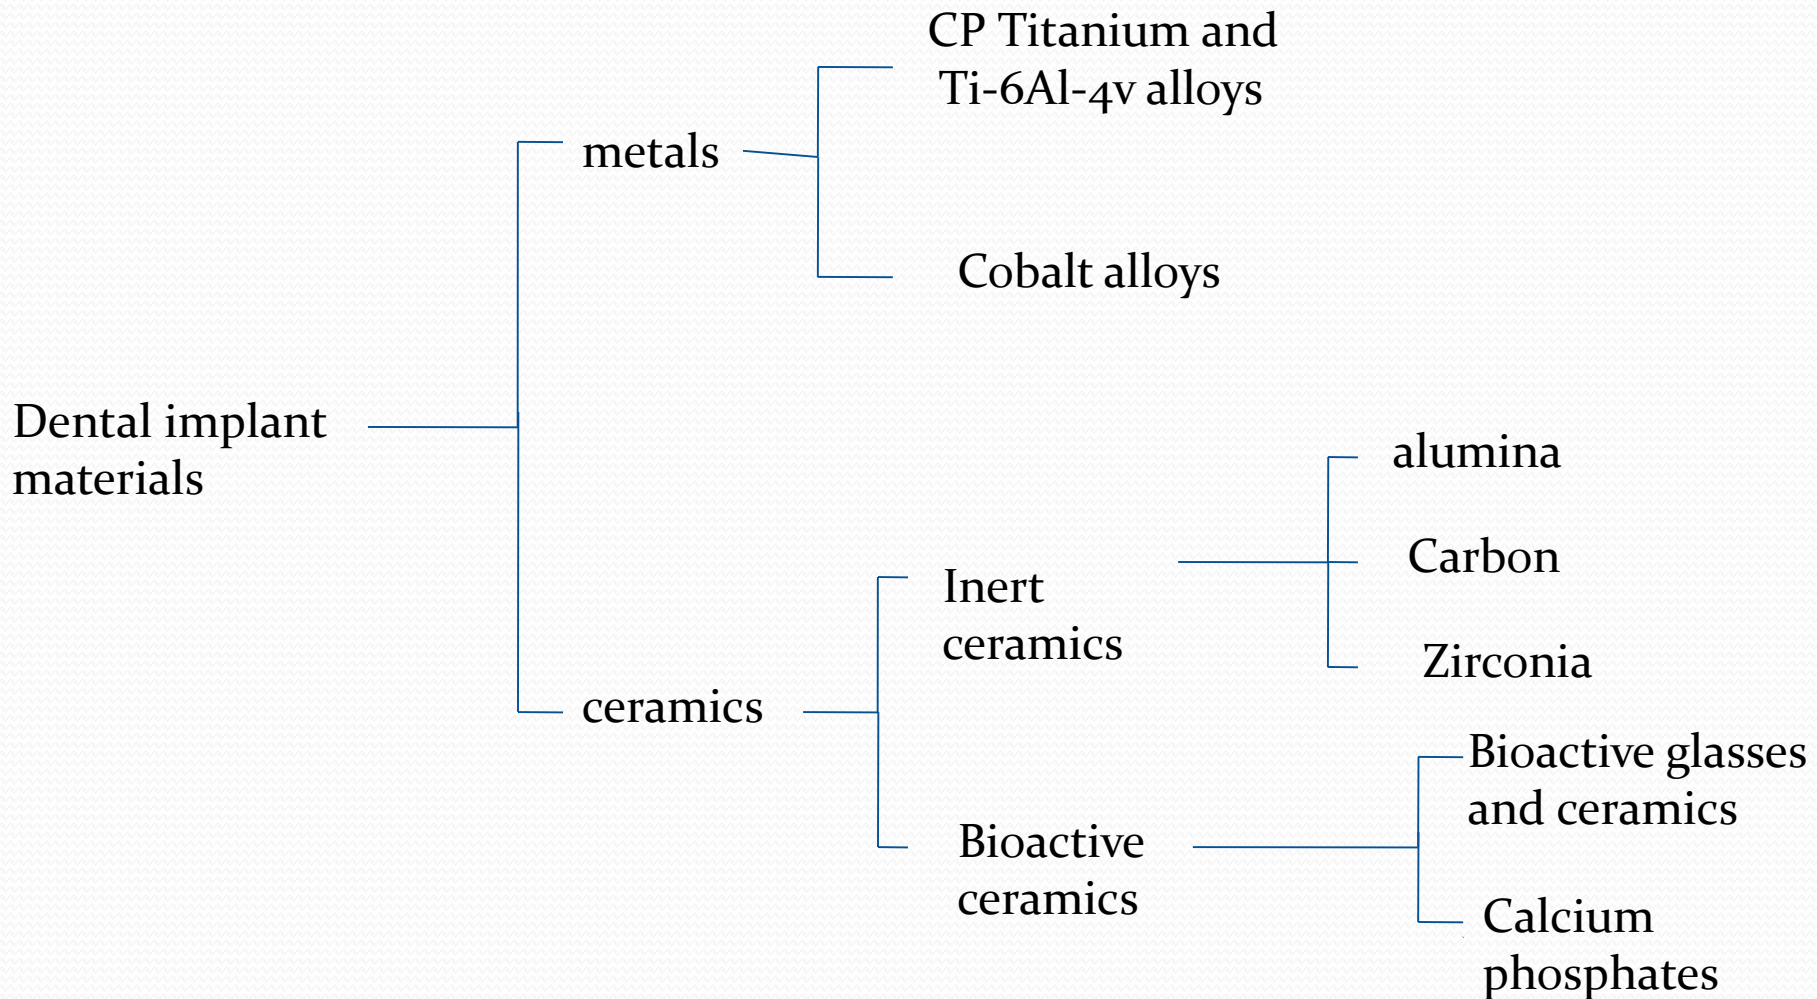 CP Titanium and
Ti-6Al-4v alloys
metals
Cobalt alloys
Dental implant
materials
alumina
Carbon
Inert
ceramics
Zirconia
ceramics
Bioactive glasses
and ceramics
Bioactive
ceramics
Calcium
phosphates